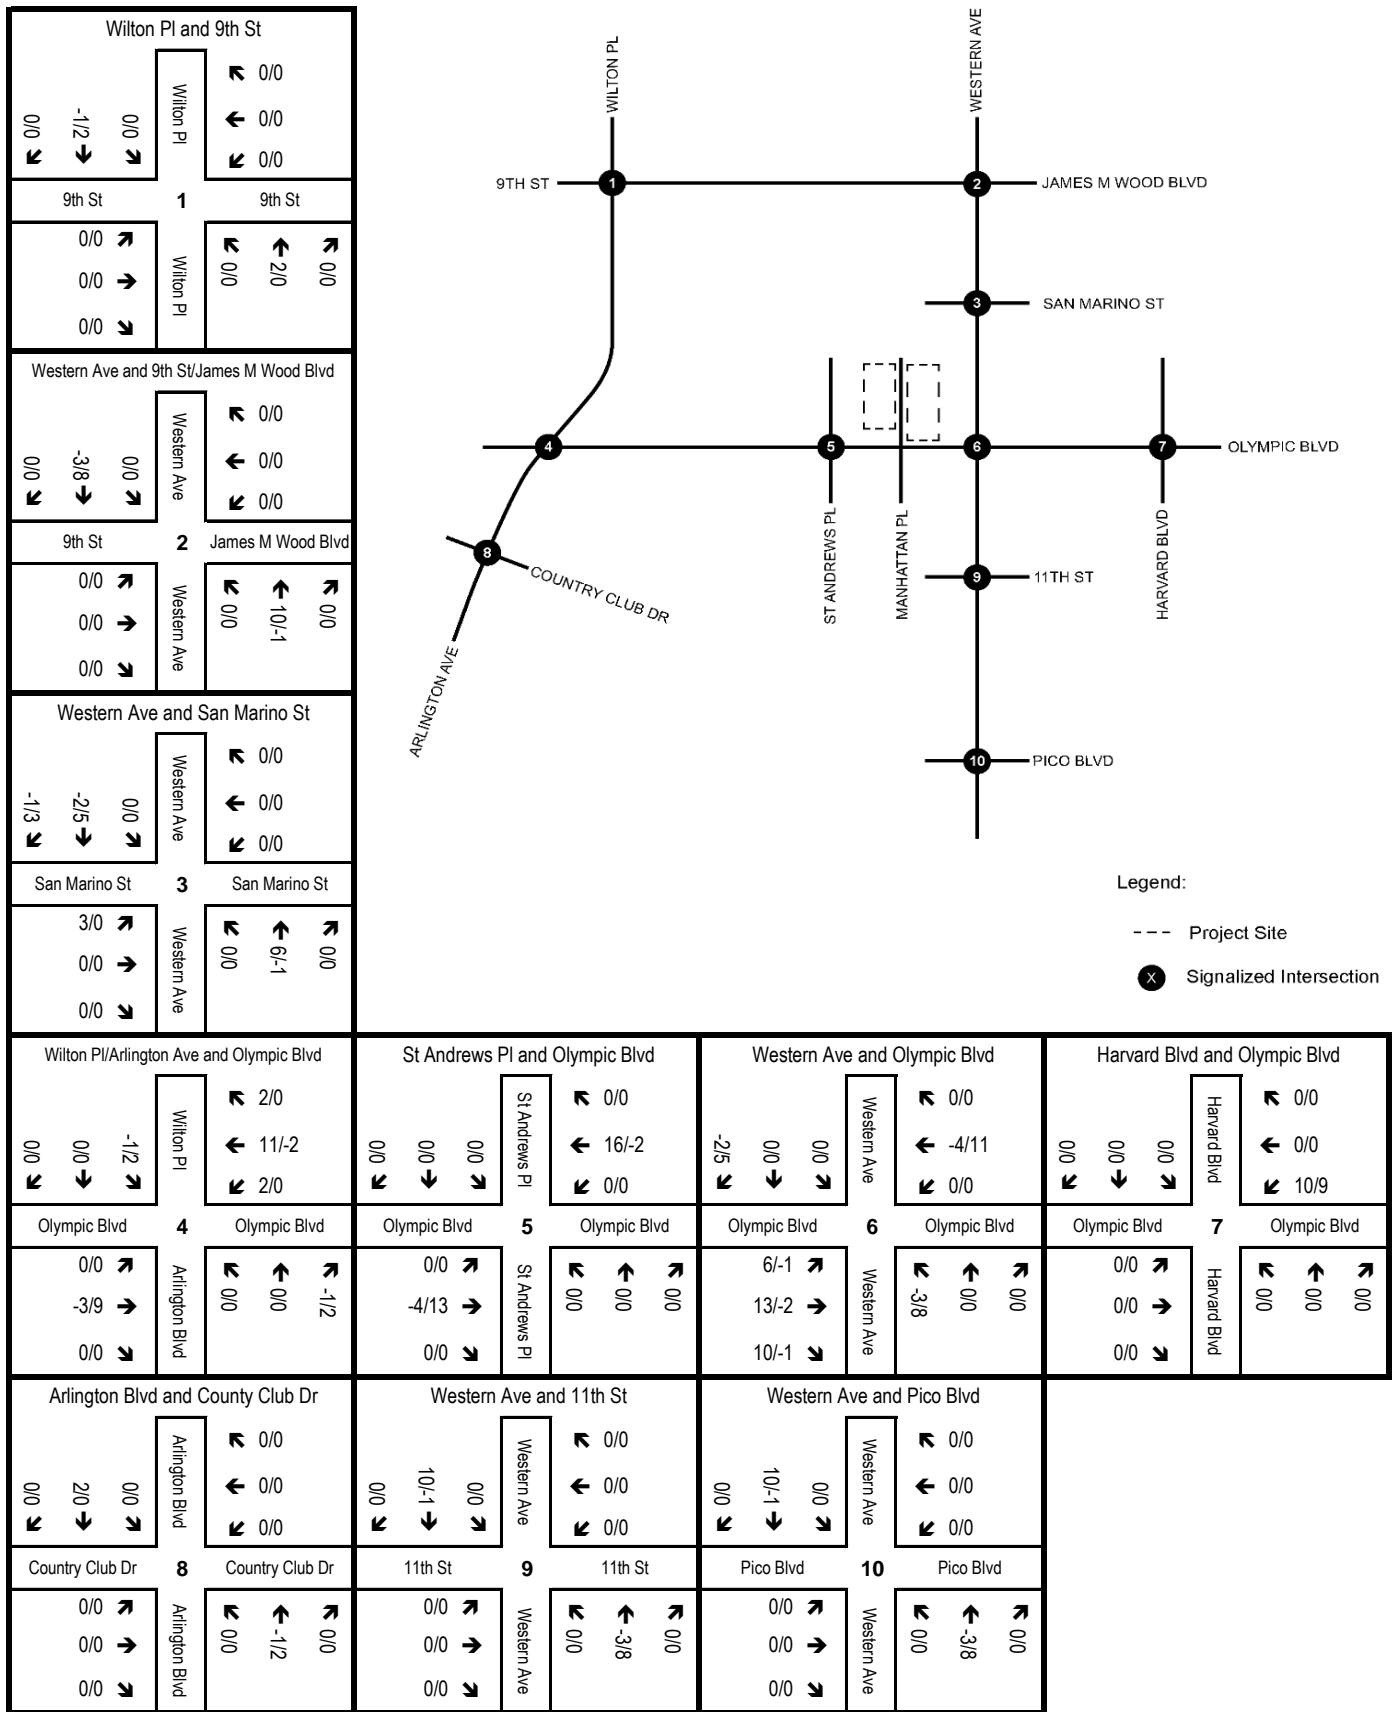 Wilton Pl and 9th St
0/0
0/0
0/0
0/0
-1/2
0/0
Wilton Pl
9th St
1
9th St
0/0
0/0
0/0
Wilton Pl
0/0
2/0
0/0
Western Ave and 9th St/James M Wood Blvd
0/0
0/0
0/0
0/0
-3/8
0/0
Western Ave
9th St
2
James M Wood Blvd
0/0
0/0
0/0
Western Ave
0/0
10/-1
0/0
Western Ave and San Marino St
0/0
0/0
0/0
-1/3
-2/5
0/0
Western Ave
San Marino St
3
San Marino St
3/0
0/0
0/0
Western Ave
0/0
6/-1
0/0
WILTON PL
WESTERN AVE
9TH ST
1
2
JAMES M WOOD BLVD
3
SAN MARINO ST
4
5
6
7
OLYMPIC BLVD
8
COUNTRY CLUB DR
ST ANDREWS PL
MANHATTAN PL
9
11TH ST
HARVARD BLVD
ARLINGTON AVE
10
PICO BLVD
Legend:
Project Site
X
Signalized Intersection
Wilton Pl/Arlington Ave and Olympic Blvd
2/0
11/-2
2/0
0/0
0/0
-1/2
Wilton Pl
Olympic Blvd
4
Olympic Blvd
0/0
-3/9
0/0
Arlington Blvd
0/0
0/0
-1/2
St Andrews Pl and Olympic Blvd
0/0
16/-2
0/0
0/0
0/0
0/0
St Andrews Pl
Olympic Blvd
5
Olympic Blvd
0/0
-4/13
0/0
St Andrews Pl
0/0
0/0
0/0
Western Ave and Olympic Blvd
0/0
-4/11
0/0
-2/5
0/0
0/0
Western Ave
Olympic Blvd
6
Olympic Blvd
6/-1
13/-2
10/-1
Western Ave
-3/8
0/0
0/0
Harvard Blvd and Olympic Blvd
0/0
0/0
10/9
0/0
0/0
0/0
Harvard Blvd
Olympic Blvd
7
Olympic Blvd
0/0
0/0
0/0
Harvard Blvd
0/0
0/0
0/0
Arlington Blvd and County Club Dr
0/0
0/0
0/0
0/0
2/0
0/0
Arlington Blvd
Country Club Dr
8
Country Club Dr
0/0
0/0
0/0
Arlington Blvd
0/0
-1/2
0/0
Western Ave and 11th St
0/0
0/0
0/0
0/0
10/-1
0/0
Western Ave
11th St
9
11th St
0/0
0/0
0/0
Western Ave
0/0
-3/8
0/0
Western Ave and Pico Blvd
0/0
0/0
0/0
0/0
10/-1
0/0
Western Ave
Pico Blvd
10
Pico Blvd
0/0
0/0
0/0
Western Ave
0/0
-3/8
0/0